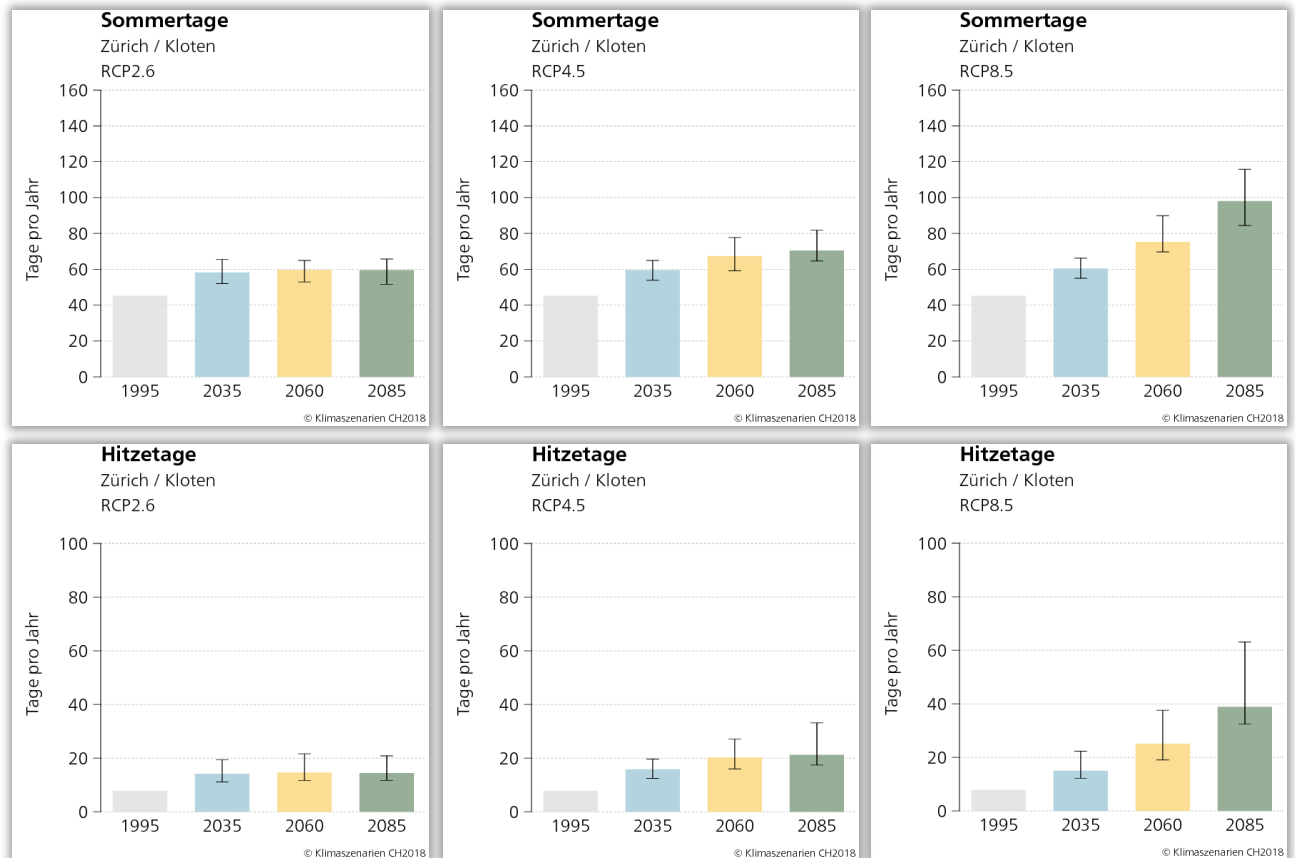 Sommertage
Zürich / Kloten
RCP2.6
160
140
120
100
80
60
40
20
0
Tage pro Jahr
1995 2035 2060 2085
© Klimaszenarien CH2018
Sommertage
Zürich / Kloten
RCP4.5
160
140
120
100
80
60
40
20
0
Tage pro Jahr
1995 2035 2060 2085
© Klimaszenarien CH2018
Sommertage
Zürich / Kloten
RCP8.5
160
140
120
100
80
60
40
20
0
Tage pro Jahr
1995 2035 2060 2085
© Klimaszenarien CH2018
Hitzetage
Zürich / Kloten
RCP2.6
100
80
60
40
20
0
Tage pro Jahr
1995 2035 2060 2085
© Klimaszenarien CH2018
Hitzetage
Zürich / Kloten
RCP4.5
100
80
60
40
20
0
Tage pro Jahr
1995 2035 2060 2085
© Klimaszenarien CH2018
Hitzetage
Zürich / Kloten
RCP8.5
100
80
60
40
20
0
Tage pro Jahr
1995 2035 2060 2085
© Klimaszenarien CH2018